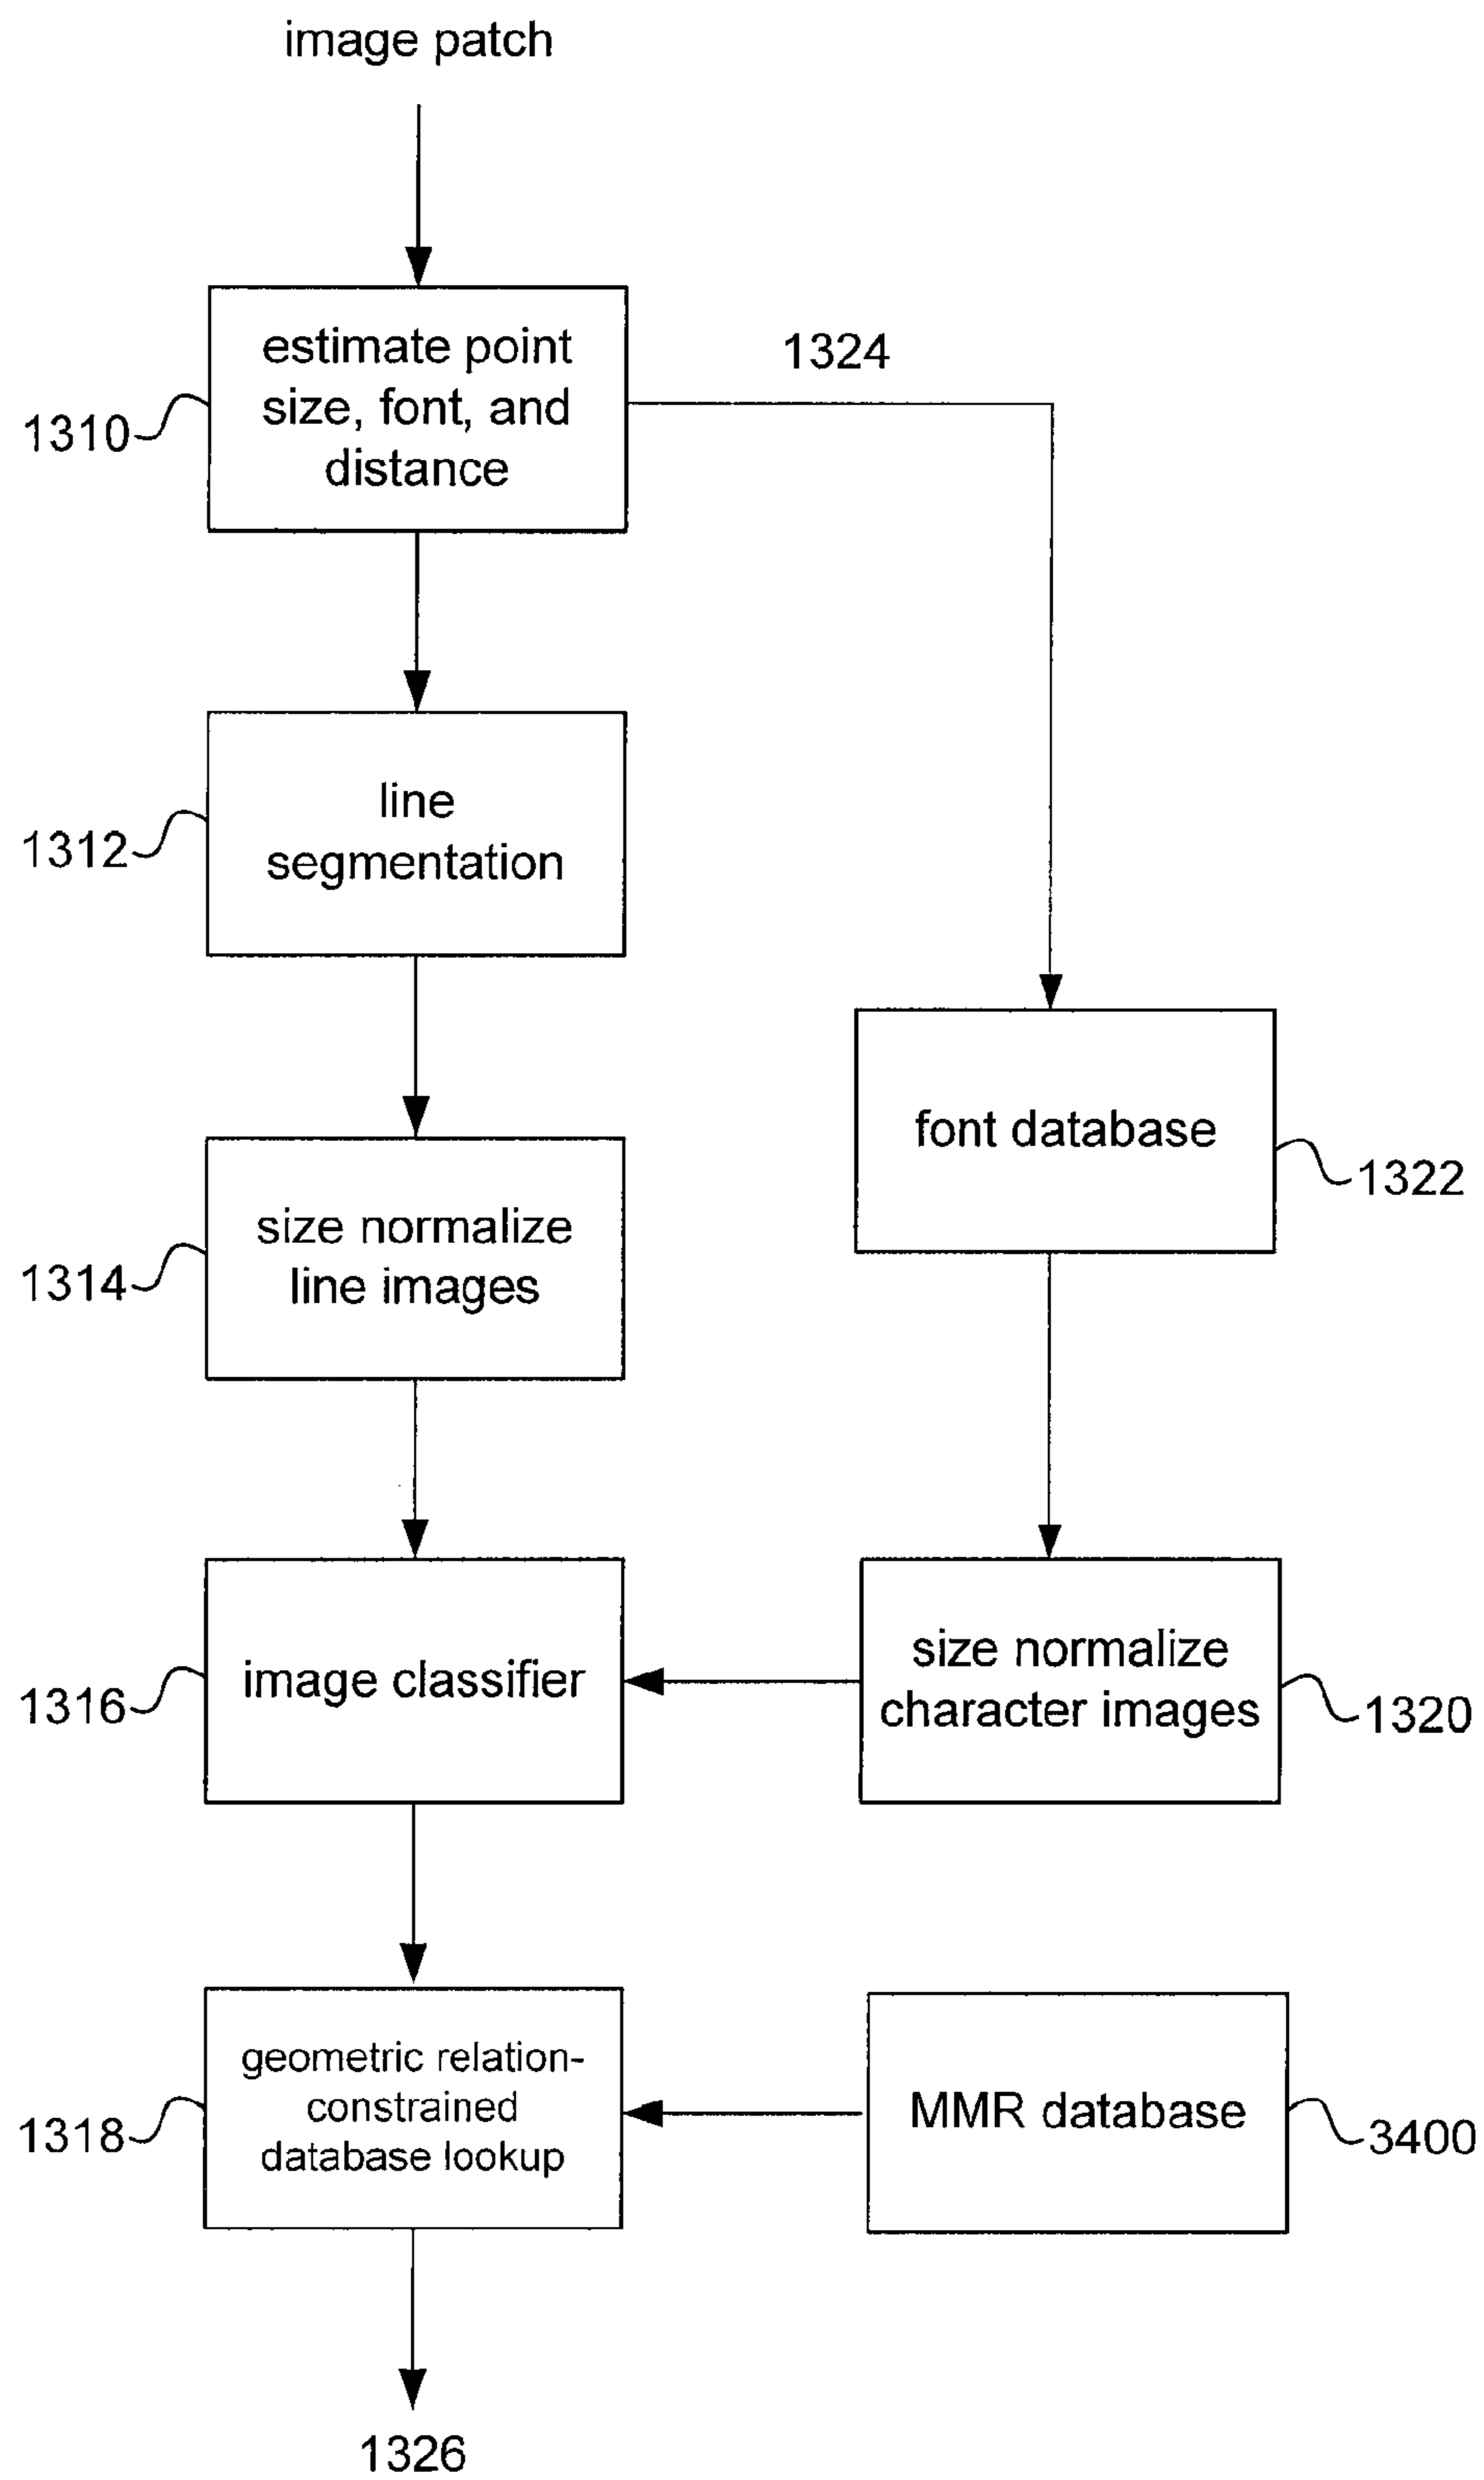 image patch
estimate point
size, font, and
distance
1310
1324
line
segmentation
1312
font database
1322
size normalize
line images
1314
image classifier
1316
size normalize
character images
1320
geometric relation-
constrained
database lookup
1318
MMR database
3400
1326